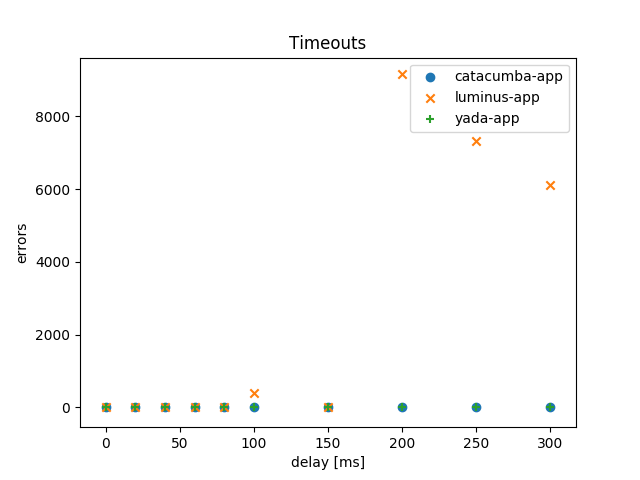 Timeouts
catacumba-app
luminus-app
yada-app
errors
8000
6000
4000
2000
0
0 50 100 150 200 250 300
delay [ms]